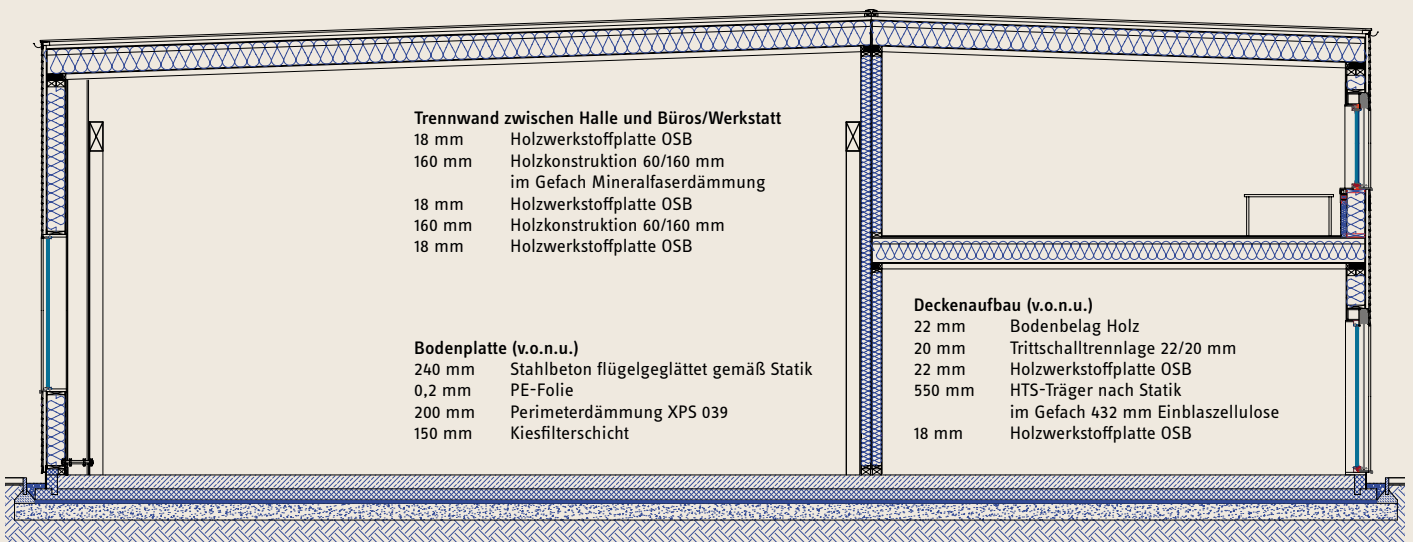 Trennwand zwischen Halle und Büros/Werkstatt
18 mm Holzwerkstoffplatte OSB
160 mm Holzkonstruktion 60/160 mm
im Gefach Mineralfaserdämmung
18 mm Holzwerkstoffplatte OSB
160 mm Holzkonstruktion 60/160 mm
18 mm Holzwerkstoffplatte OSB
Bodenplatte (v.o.n.u.)
240 mm Stahlbeton flügelgeglättet gemäß Statik
0,2 mm PE-Folie
200 mm Perimeterdämmung XPS 039
150 mm Kiesfilterschicht
Deckenaufbau (v.o.n.u.)
22 mm Bodenbelag Holz
20 mm Trittschalltrennlage 22/20 mm
22 mm Holzwerkstoffplatte OSB
550 mm HTS-Träger nach Statik
im Gefach 432 mm Einblaszellulose
18 mm Holzwerkstoffplatte OSB